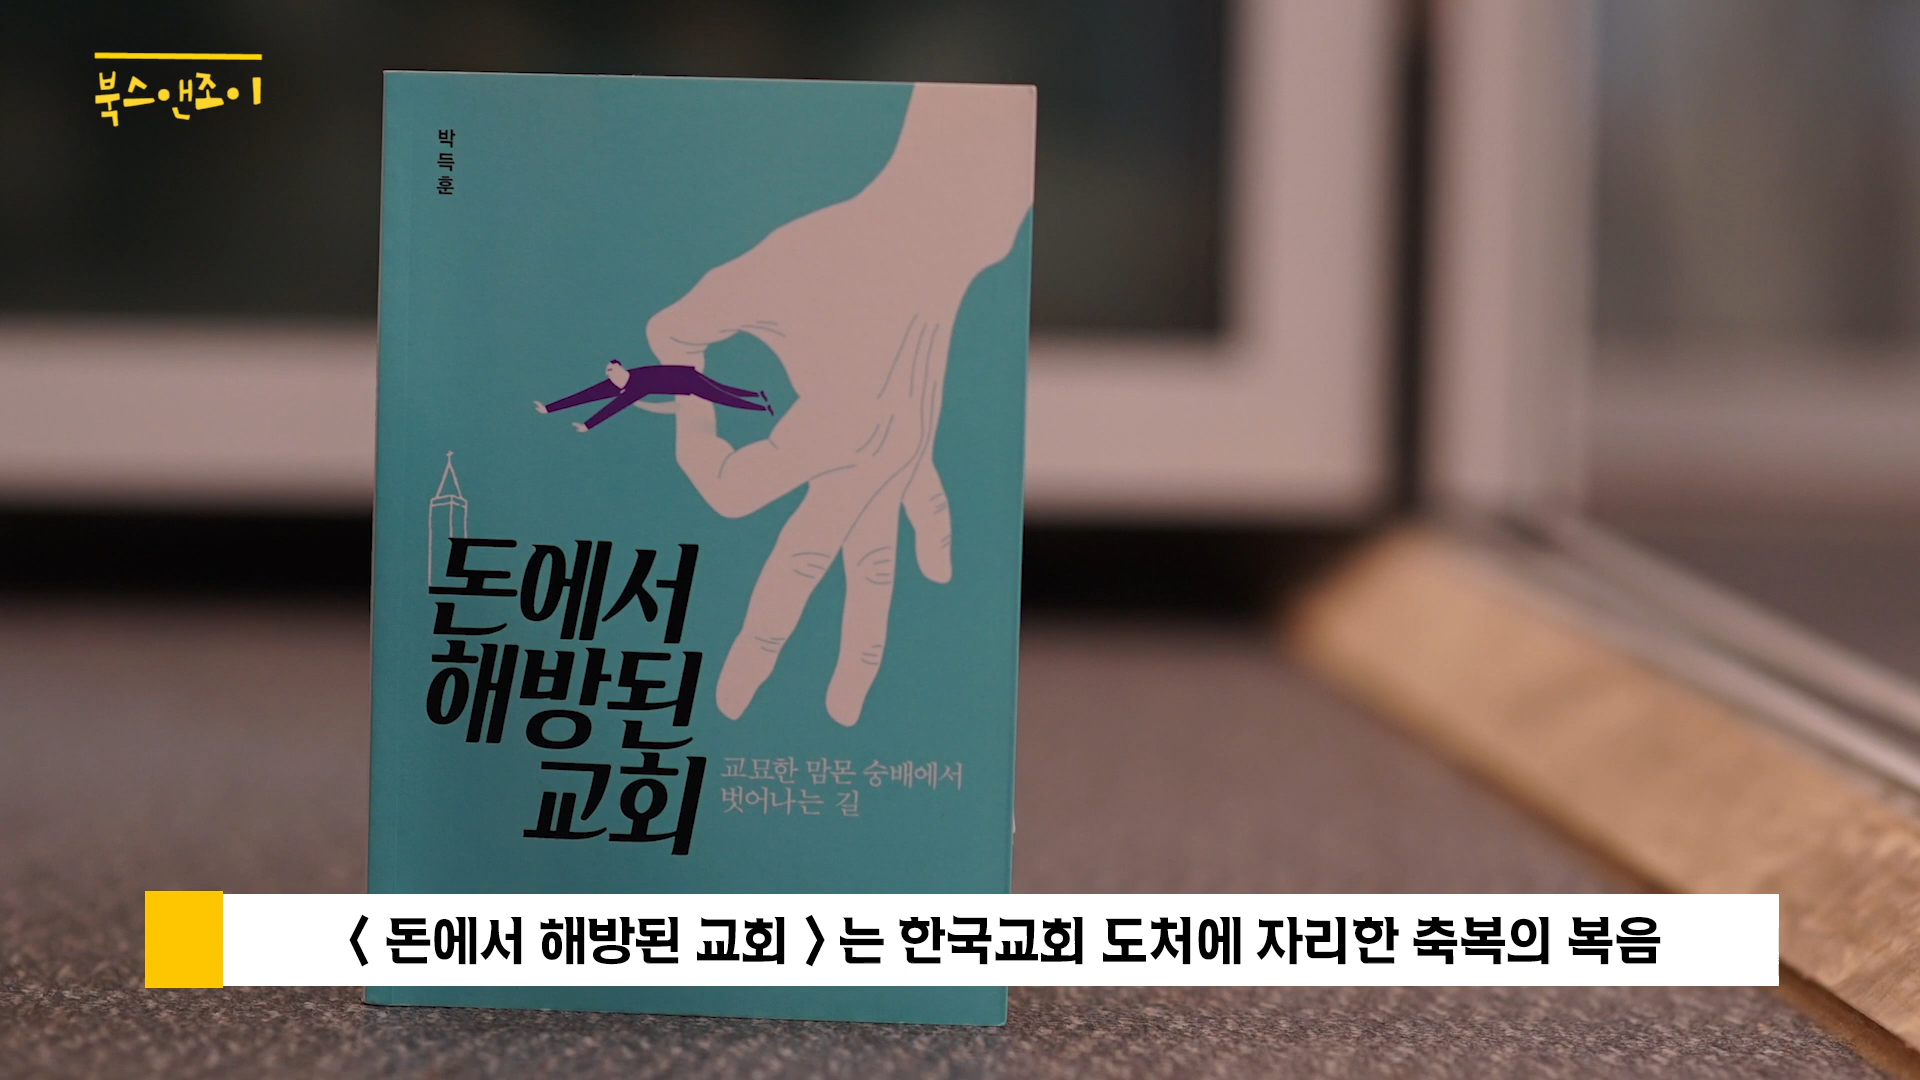 북스앤조이
박득훈
돈에서
해방된
교회
교묘한 맘몬 숭배에서
벗어나는 길
< 돈에서 해방된 교회 > 는 한국교회 도처에 자리한 축복의 복음